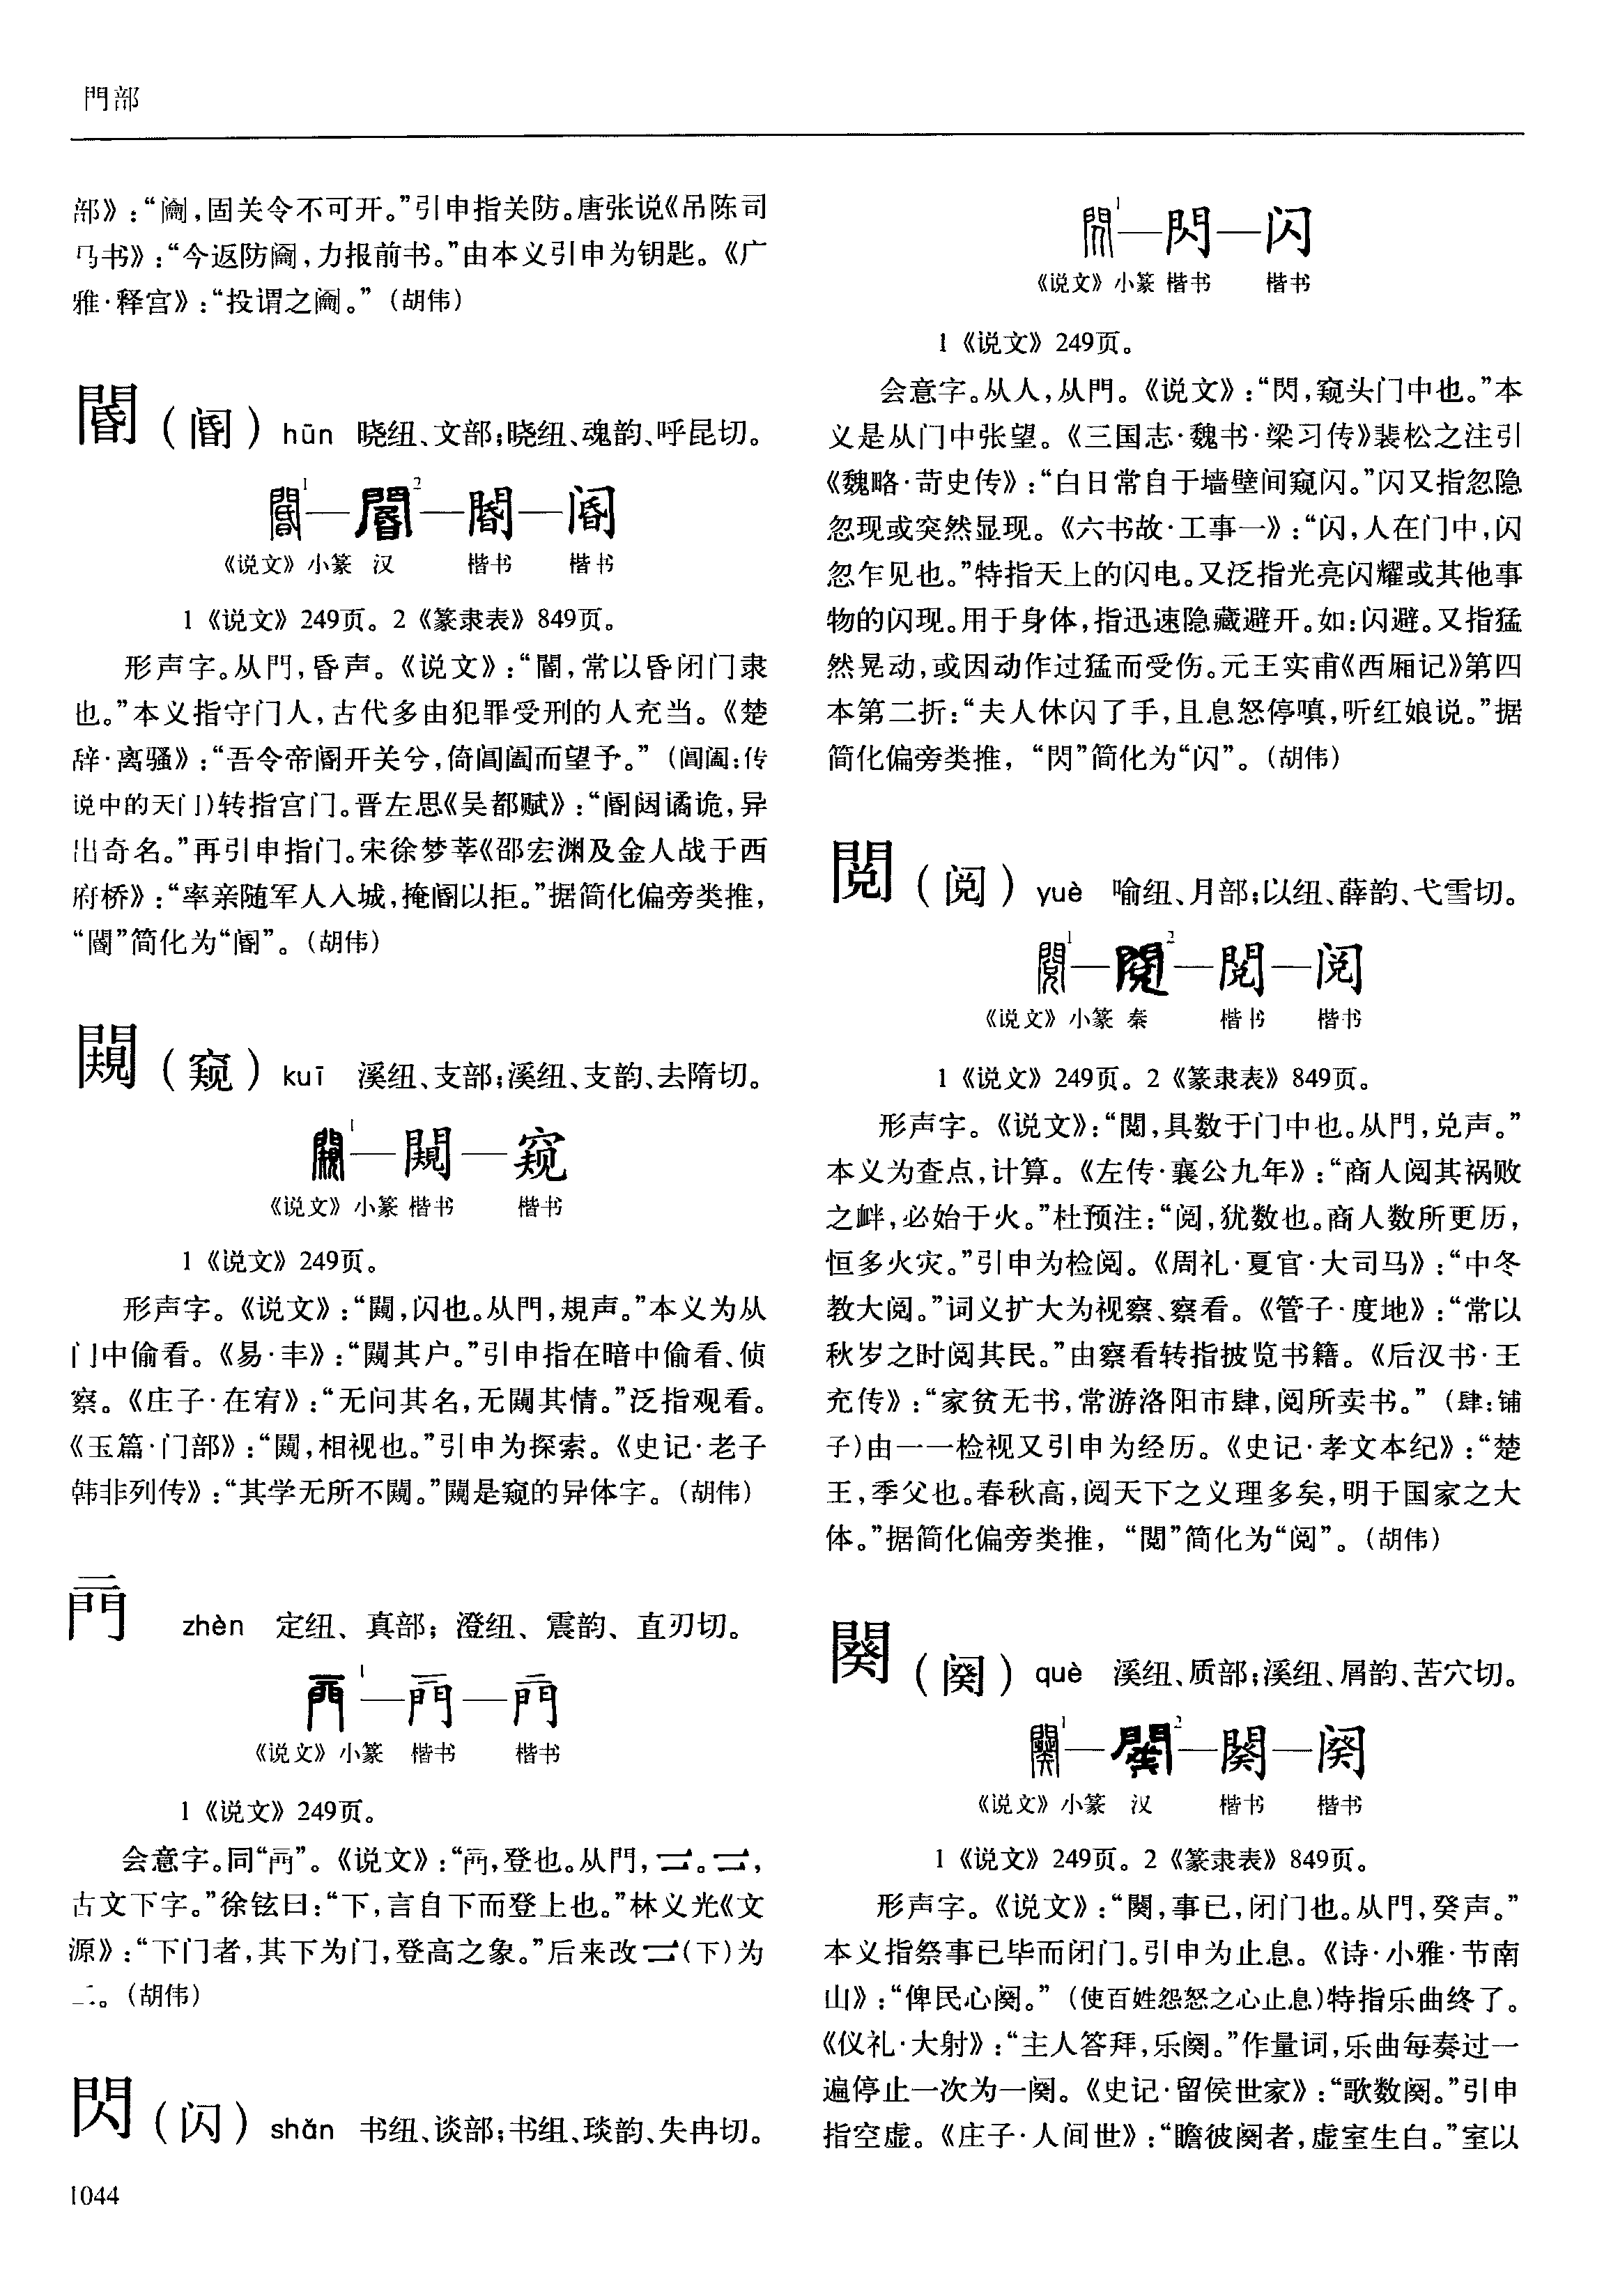 門部
部》：“𨷲，固关令不可开。”引申指关防。唐张说《吊陈司
马书》：“今返防𨷲，力报前书。”由本义引申为钥匙。《广
雅·释宫》：“投谓之𨷲。”（胡伟）
閽（阍）hūn 晓纽、文部；晓纽、魂韵、呼昆切。
閽1—閽2—閽—阍
《说文》小篆 汉 楷书 楷书
1《说文》249页。2《篆隶表》849页。
形声字。从門，昏声。《说文》：“閽，常以昏闭门隶
也。”本义指守门人，古代多由犯罪受刑的人充当。《楚
辞·离骚》：“吾令帝阍开关兮，倚阊阖而望予。”（阊阖：传
说中的天门）转指宫门。晋左思《吴都赋》：“阍闼谲诡，异
出奇名。”再引申指门。宋徐梦莘《邵宏渊及金人战于西
府桥》：“率亲随军人入城，掩阍以拒。”据简化偏旁类推，
“閽”简化为“阍”。（胡伟）
闚（窥）kuī 溪纽、支部；溪纽、支韵、去隋切。
闚1—闚—窥
《说文》小篆 楷书 楷书
1《说文》249页。
形声字。《说文》：“闚，闪也。从門，規声。”本义为从
门中偷看。《易·丰》：“闚其户。”引申指在暗中偷看、侦
察。《庄子·在宥》：“无问其名，无闚其情。”泛指观看。
《玉篇·门部》：“闚，相视也。”引申为探索。《史记·老子
韩非列传》：“其学无所不闚。”闚是窥的异体字。（胡伟）
𨳌 zhèn 定纽、真部；澄纽、震韵、直刃切。
𨳌1—𨳌—𨳌
《说文》小篆 楷书 楷书
1《说文》249页。
会意字。同“”。《说文》：“，登也。从門，𠄟。𠄟，
古文下字。”徐铉曰：“下，言自下而登上也。”林义光《文
源》：“下门者，其下为门，登高之象。”后来改𠄟（下）为
二。（胡伟）
閃（闪）shǎn 书纽、谈部；书组、琰韵、失冉切。
閃1—閃—闪
《说文》小篆 楷书 楷书
1《说文》249页。
会意字。从人，从門。《说文》：“閃，窥头门中也。”本
义是从门中张望。《三国志·魏书·梁习传》裴松之注引
《魏略·苛史传》：“白日常自于墙壁间窥闪。”闪又指忽隐
忽现或突然显现。《六书故·工事一》：“闪，人在门中，闪
忽乍见也。”特指天上的闪电。又泛指光亮闪耀或其他事
物的闪现。用于身体，指迅速隐藏避开。如：闪避。又指猛
然晃动，或因动作过猛而受伤。元王实甫《西厢记》第四
本第二折：“夫人休闪了手，且息怒停嗔，听红娘说。”据
简化偏旁类推，“閃”简化为“闪”。（胡伟）
閱（阅）yuè 喻纽、月部；以纽、薛韵、弋雪切。
閱1—閱2—閱—阅
《说文》小篆 秦 楷书 楷书
1《说文》249页。2《篆隶表》849页。
形声字。《说文》：“閱，具数于门中也。从門，兑声。”
本义为查点，计算。《左传·襄公九年》：“商人阅其祸败
之衅，必始于火。”杜预注：“阅，犹数也。商人数所更历，
恒多火灾。”引申为检阅。《周礼·夏官·大司马》：“中冬
教大阅。”词义扩大为视察、察看。《管子·度地》：“常以
秋岁之时阅其民。”由察看转指披览书籍。《后汉书·王
充传》：“家贫无书，常游洛阳市肆，阅所卖书。”（肆：铺
子）由一一检视又引申为经历。《史记·孝文本纪》：“楚
王，季父也。春秋高，阅天下之义理多矣，明于国家之大
体。”据简化偏旁类推，“閱”简化为“阅”。（胡伟）
闋（阕）què 溪纽、质部；溪纽、屑韵、苦穴切。
闋1—闋2—闋—阕
《说文》小篆 汉 楷书 楷书
1《说文》249页。2《篆隶表》849页。
形声字。《说文》：“闋，事已，闭门也。从門，癸声。”
本义指祭事已毕而闭门。引申为止息。《诗·小雅·节南
山》：“俾民心阕。”（使百姓怨怒之心止息）特指乐曲终了。
《仪礼·大射》：“主人答拜，乐阕。”作量词，乐曲每奏过一
遍停止一次为一阕。《史记·留侯世家》：“歌数阕。”引申
指空虚。《庄子·人间世》：“瞻彼阕者，虚室生白。”室以
1044